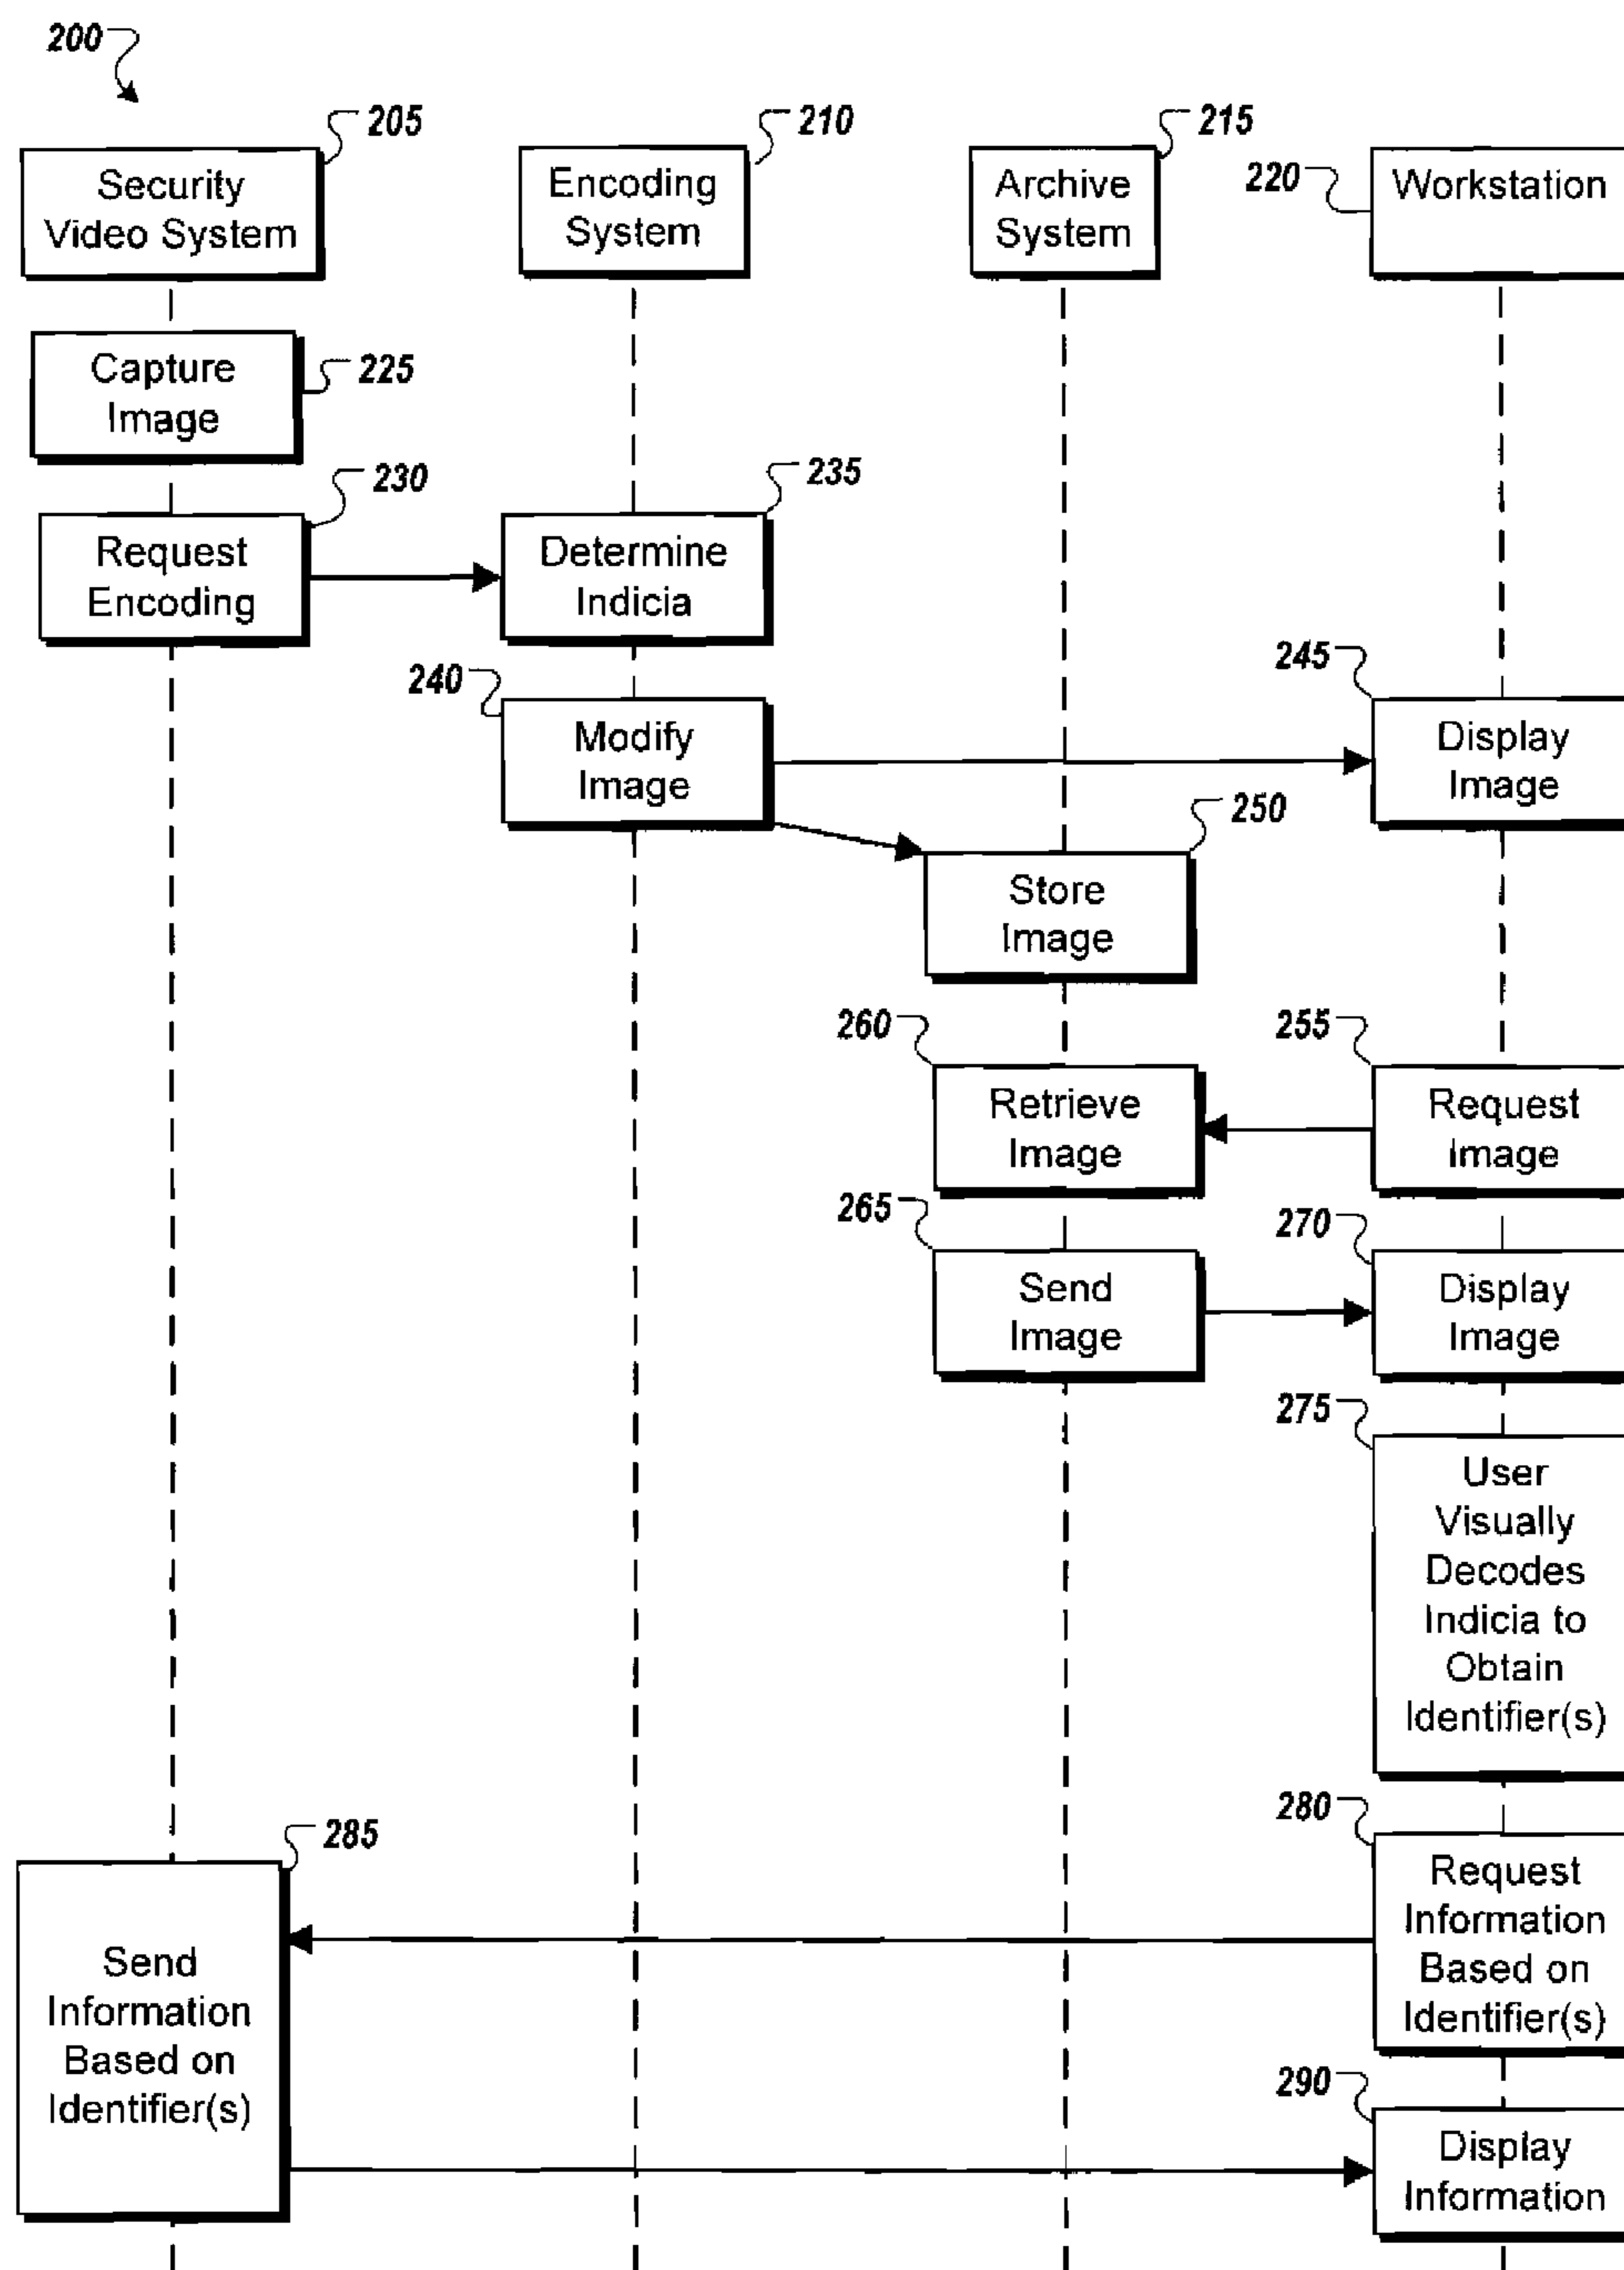 200
205
Security
Video System
210
Encoding
System
215
Archive
System
220
Workstation
Capture
Image
225
230
Request
Encoding
235
Determine
Indicia
240
Modify
Image
245
Display
Image
250
Store
Image
260
Retrieve
Image
255
Request
Image
265
Send
Image
270
Display
Image
275
User
Visually
Decodes
Indicia to
Obtain
Identifier(s)
280
Request
Information
Based on
Identifier(s)
285
Send
Information
Based on
Identifier(s)
290
Display
Information